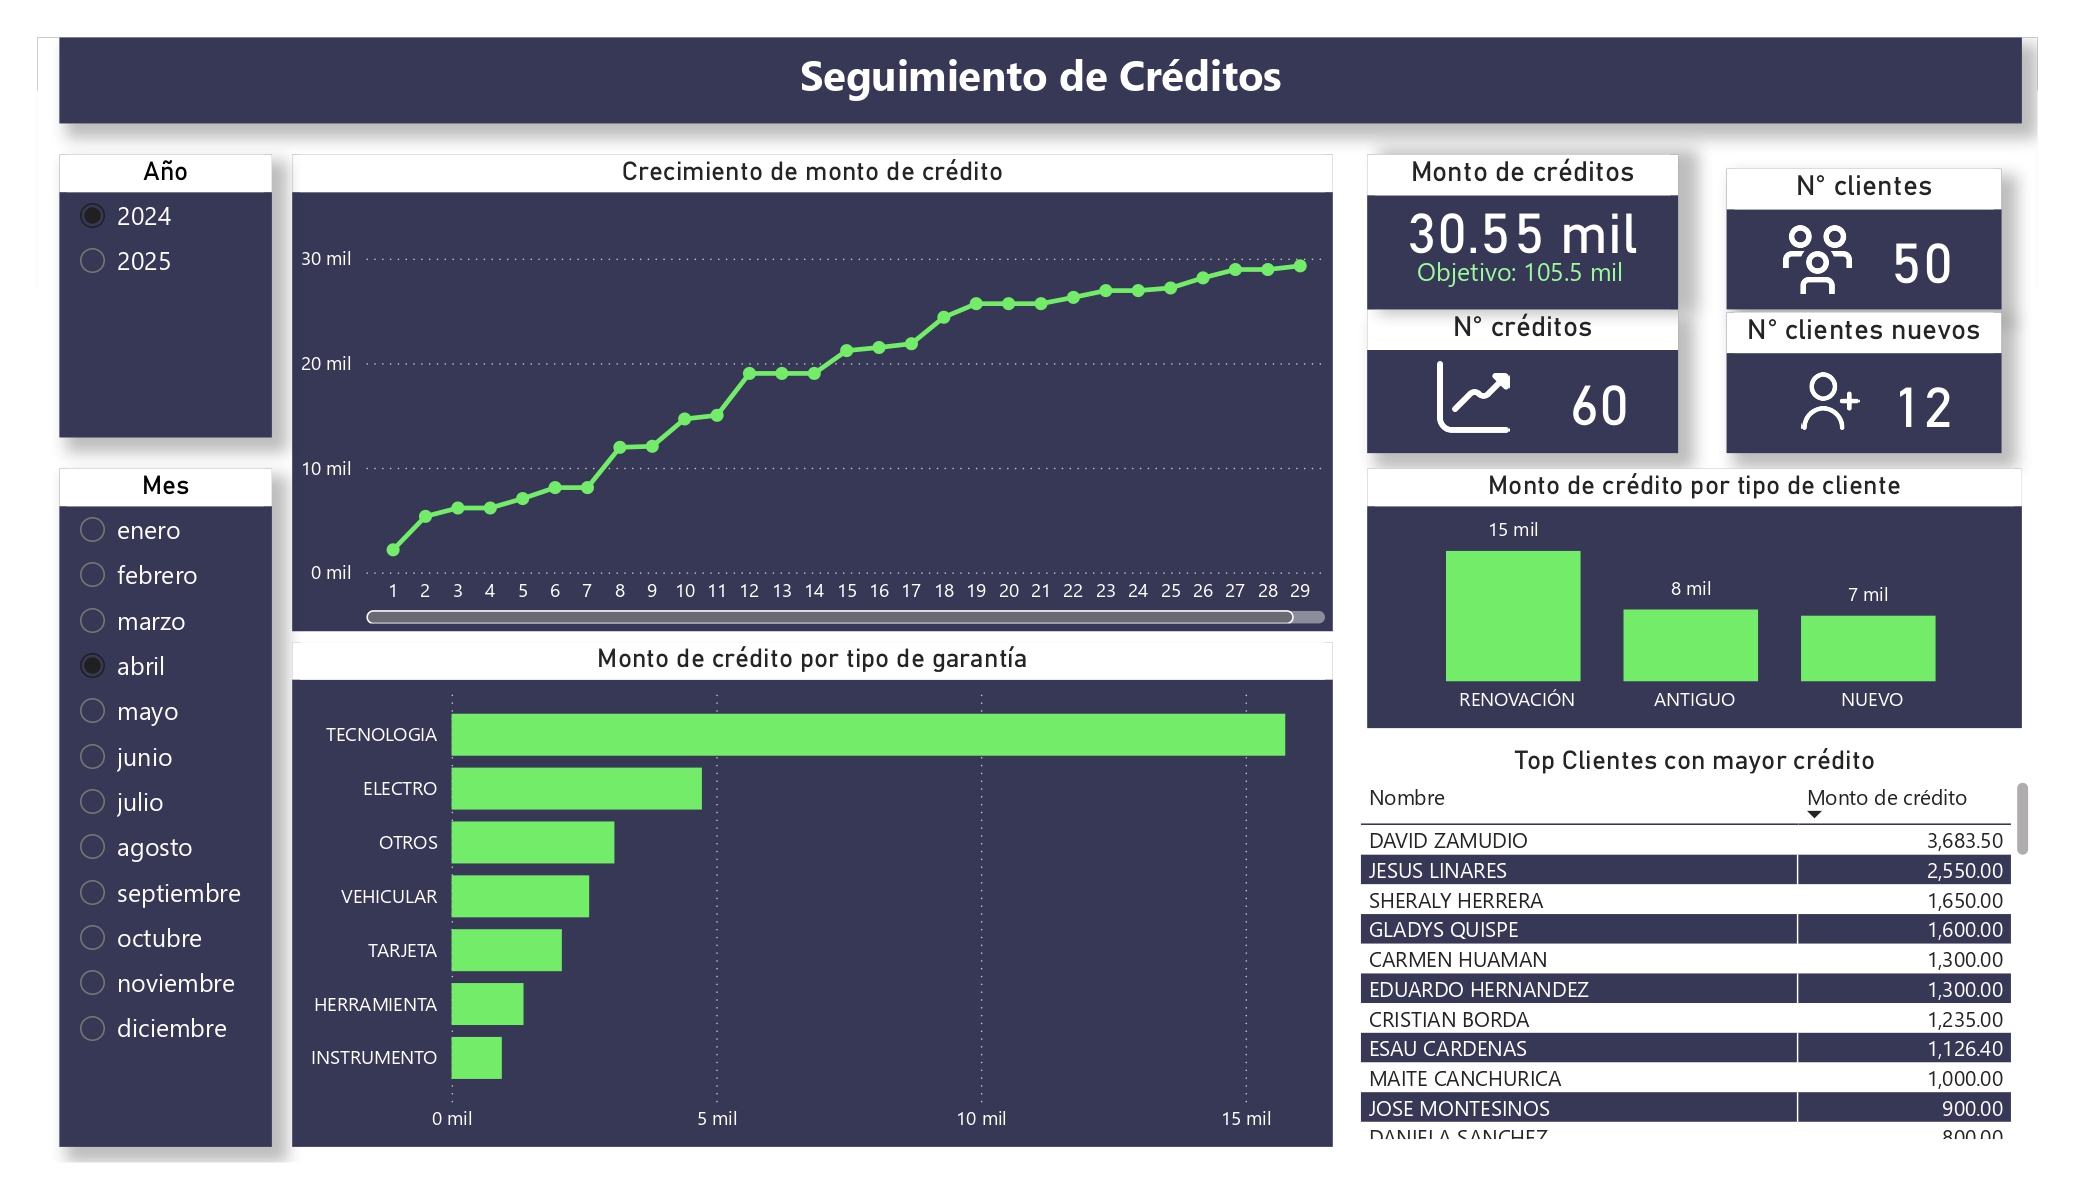 Seguimiento de Créditos
Año
2024
2025
Mes
enero
febrero
marzo
abril
mayo
junio
julio
agosto
septiembre
octubre
noviembre
diciembre
Crecimiento de monto de crédito
30 mil
20 mil
10 mil
0 mil
1 2 3 4 5 6 7 8 9 10 11 12 13 14 15 16 17 18 19 20 21 22 23 24 25 26 27 28 29
Monto de crédito por tipo de garantía
TECNOLOGIA
ELECTRO
OTROS
VEHICULAR
TARJETA
HERRAMIENTA
INSTRUMENTO
0 mil 5 mil 10 mil 15 mil
Monto de créditos
30.55 mil
Objetivo: 105.5 mil
N° clientes
50
N° créditos
60
N° clientes nuevos
12
Monto de crédito por tipo de cliente
15 mil
8 mil
7 mil
RENOVACIÓN ANTIGUO NUEVO
Top Clientes con mayor crédito
Nombre Monto de crédito
DAVID ZAMUDIO 3,683.50
JESUS LINARES 2,550.00
SHERALY HERRERA 1,650.00
GLADYS QUISPE 1,600.00
CARMEN HUAMAN 1,300.00
EDUARDO HERNANDEZ 1,300.00
CRISTIAN BORDA 1,235.00
ESAU CARDENAS 1,126.40
MAITE CANCHURICA 1,000.00
JOSE MONTESINOS 900.00
DANIELA SANCHEZ 800.00